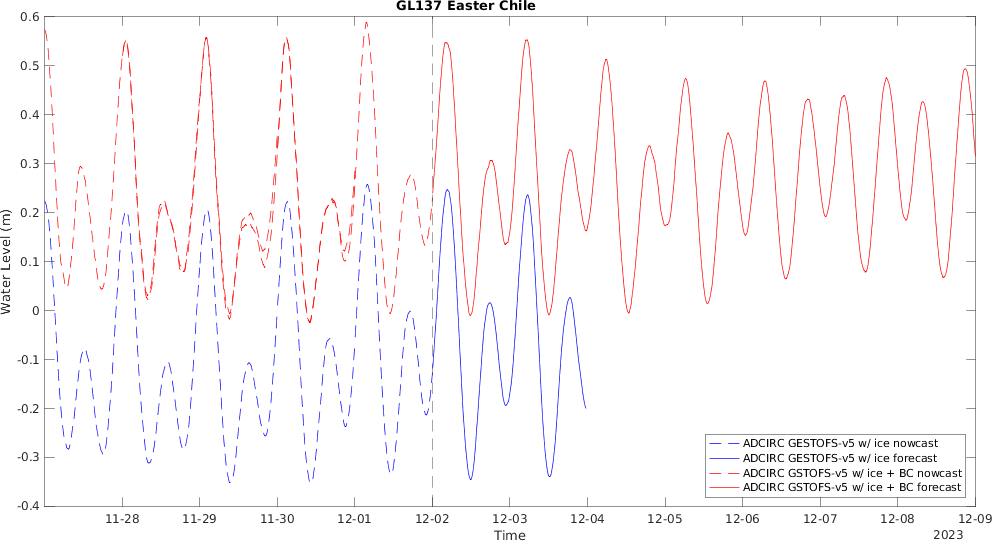 GL137 Easter Chile
0.6
0.5
0.4
0.3
0.2
0.1
0
-0.1
-0.2
-0.3
-0.4
Water Level (m)
11-28 11-29 11-30 12-01 12-02 12-03 12-04 12-05 12-06 12-07 12-08 12-09
Time
2023
ADCIRC GESTOFS-v5 w/ ice nowcast
ADCIRC GESTOFS-v5 w/ ice forecast
ADCIRC GSTOFS-v5 w/ ice + BC nowcast
ADCIRC GSTOFS-v5 w/ ice + BC forecast